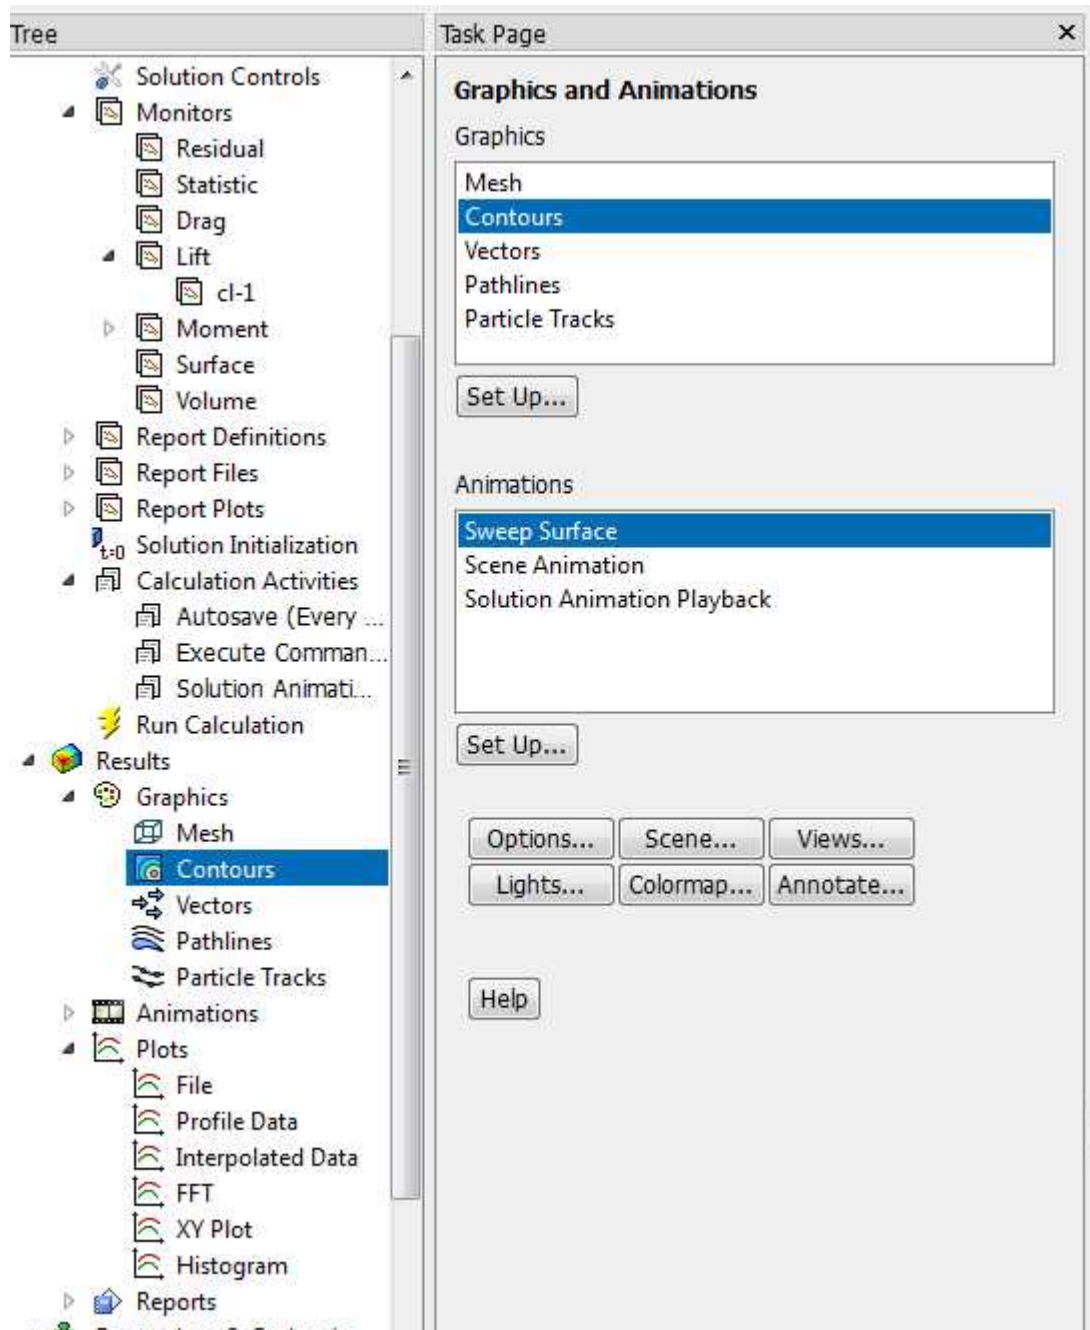 Tree
Solution Controls
Monitors
Residual
Statistic
Drag
Lift
cl-1
Moment
Surface
Volume
Report Definitions
Report Files
Report Plots
t=0 Solution Initialization
Calculation Activities
Autosave (Every ...
Execute Comman...
Solution Animati...
Run Calculation
Results
Graphics
Mesh
Contours
Vectors
Pathlines
Particle Tracks
Animations
Plots
File
Profile Data
Interpolated Data
FFT
XY Plot
Histogram
Reports
Task Page
Graphics and Animations
Graphics
Mesh
Contours
Vectors
Pathlines
Particle Tracks
Set Up...
Animations
Sweep Surface
Scene Animation
Solution Animation Playback
Set Up...
Options... Scene... Views...
Lights... Colormap... Annotate...
Help